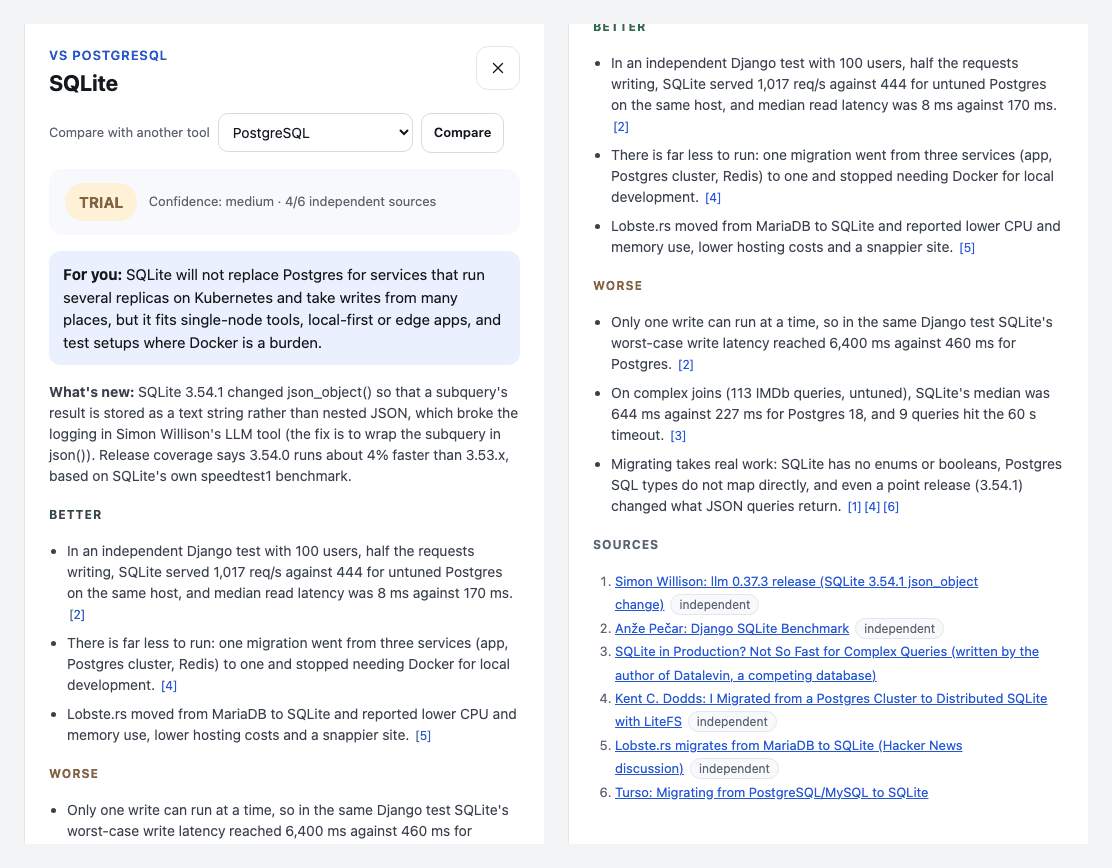 VS POSTGRESQL
SQLite
Compare with another tool PostgreSQL Compare
TRIAL Confidence: medium · 4/6 independent sources
For you: SQLite will not replace Postgres for services that run
several replicas on Kubernetes and take writes from many
places, but it fits single-node tools, local-first or edge apps, and
test setups where Docker is a burden.
What's new: SQLite 3.54.1 changed json_object() so that a subquery's
result is stored as a text string rather than nested JSON, which broke the
logging in Simon Willison's LLM tool (the fix is to wrap the subquery in
json()). Release coverage says 3.54.0 runs about 4% faster than 3.53.x,
based on SQLite's own speedtest1 benchmark.
BETTER
• In an independent Django test with 100 users, half the requests
writing, SQLite served 1,017 req/s against 444 for untuned Postgres
on the same host, and median read latency was 8 ms against 170 ms.
[2]
• There is far less to run: one migration went from three services (app,
Postgres cluster, Redis) to one and stopped needing Docker for local
development. [4]
• Lobste.rs moved from MariaDB to SQLite and reported lower CPU and
memory use, lower hosting costs and a snappier site. [5]
WORSE
• Only one write can run at a time, so in the same Django test SQLite's
worst-case write latency reached 6,400 ms against 460 ms for
BETTER
• In an independent Django test with 100 users, half the requests
writing, SQLite served 1,017 req/s against 444 for untuned Postgres
on the same host, and median read latency was 8 ms against 170 ms.
[2]
• There is far less to run: one migration went from three services (app,
Postgres cluster, Redis) to one and stopped needing Docker for local
development. [4]
• Lobste.rs moved from MariaDB to SQLite and reported lower CPU and
memory use, lower hosting costs and a snappier site. [5]
WORSE
• Only one write can run at a time, so in the same Django test SQLite's
worst-case write latency reached 6,400 ms against 460 ms for
Postgres. [2]
• On complex joins (113 IMDb queries, untuned), SQLite's median was
644 ms against 227 ms for Postgres 18, and 9 queries hit the 60 s
timeout. [3]
• Migrating takes real work: SQLite has no enums or booleans, Postgres
SQL types do not map directly, and even a point release (3.54.1)
changed what JSON queries return. [1] [4] [6]
SOURCES
1. Simon Willison: llm 0.37.3 release (SQLite 3.54.1 json_object
change) independent
2. Anže Pečar: Django SQLite Benchmark independent
3. SQLite in Production? Not So Fast for Complex Queries (written by the
author of Datalevin, a competing database)
4. Kent C. Dodds: I Migrated from a Postgres Cluster to Distributed SQLite
with LiteFS independent
5. Lobste.rs migrates from MariaDB to SQLite (Hacker News
discussion) independent
6. Turso: Migrating from PostgreSQL/MySQL to SQLite